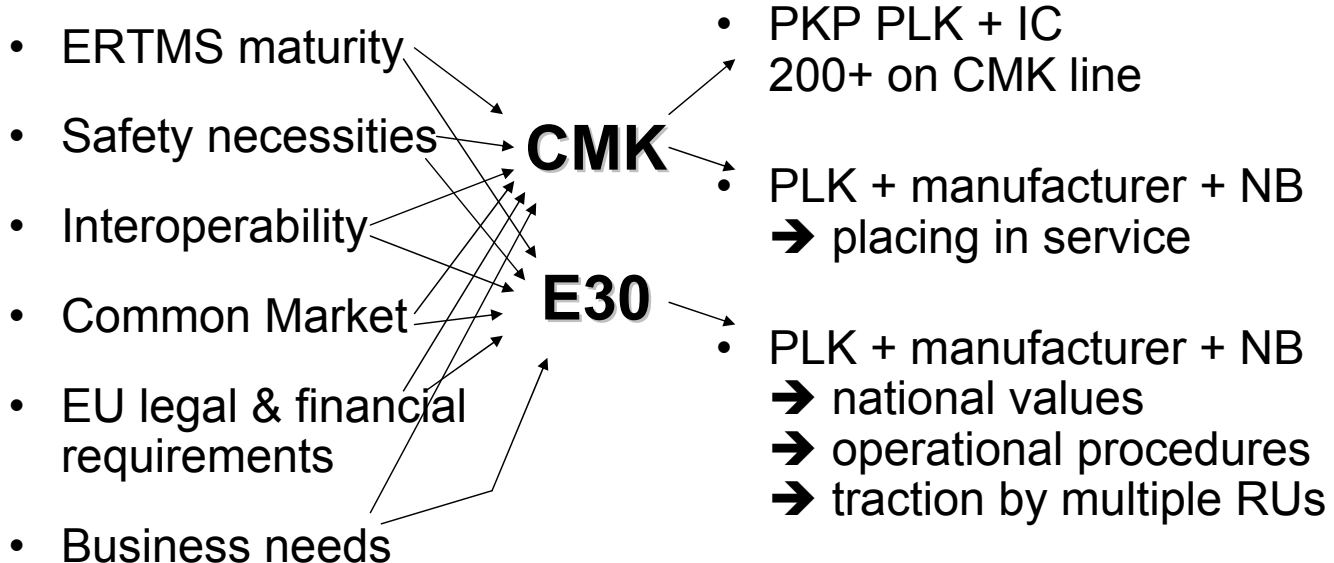 • ERTMS maturity
• Safety necessities
• Interoperability
• Common Market
• EU legal & financial
requirements
• Business needs
CMK
E30
• PKP PLK + IC
200+ on CMK line
• PLK + manufacturer + NB
➔ placing in service
• PLK + manufacturer + NB
➔ national values
➔ operational procedures
➔ traction by multiple RUs